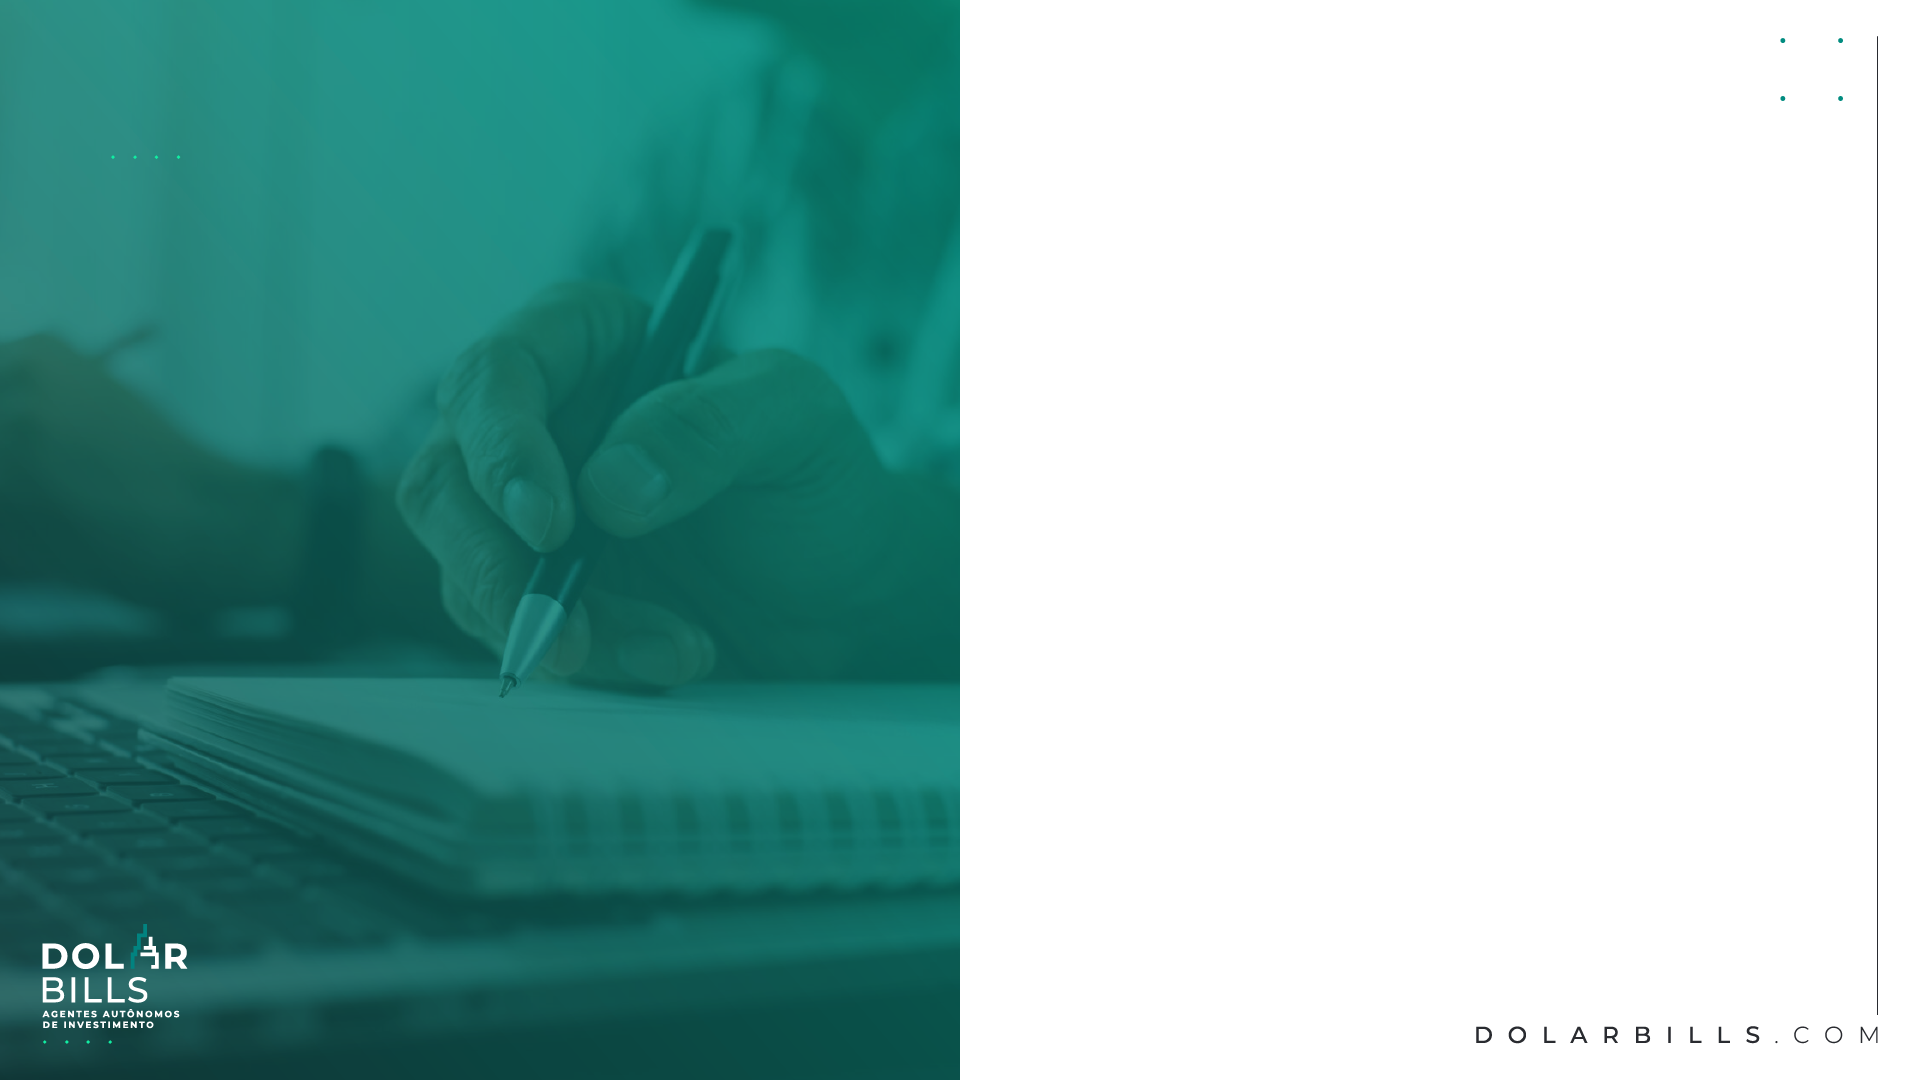 DOLAR
BILLS
AGENTES AUTÔNOMOS
DE INVESTIMENTO
DOLARBILLS.COM